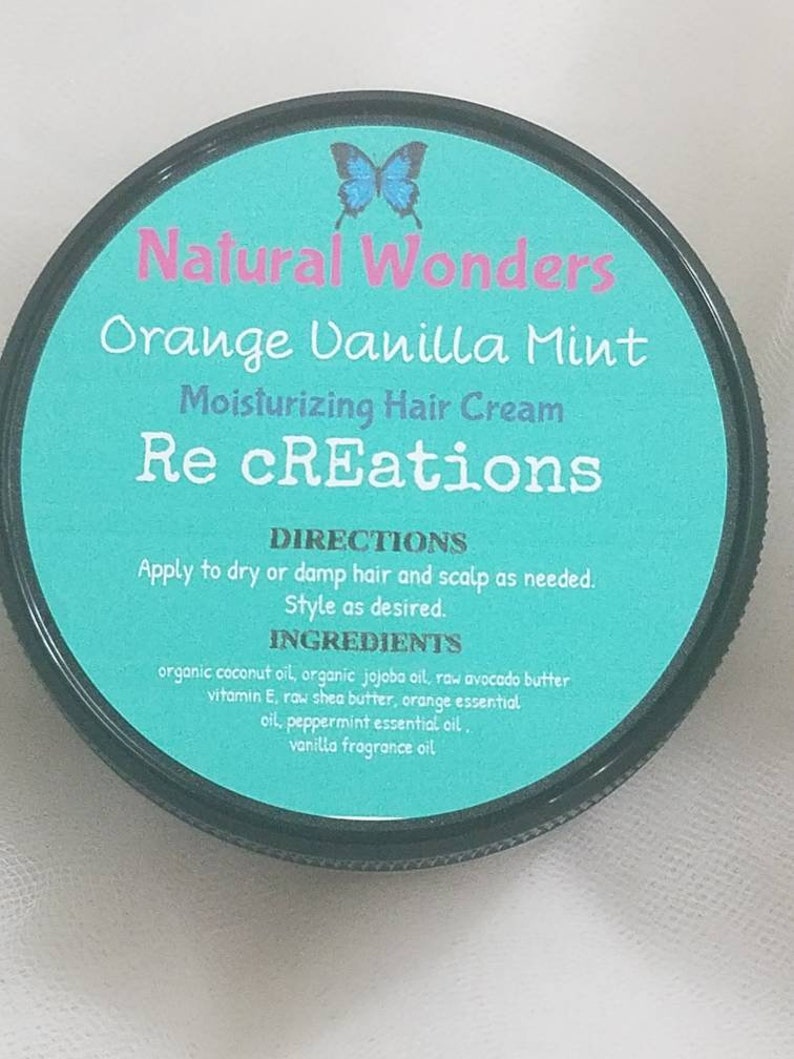 Natural Wonders
Orange Vanilla Mint
Moisturizing Hair Cream
Re cREations
DIRECTIONS
Apply to dry or damp hair and scalp as needed.
Style as desired.
INGREDIENTS
organic coconut oil, organic jojoba oil, raw avocado butter
vitamin E, raw shea butter, orange essential
oil, peppermint essential oil ,
vanilla fragrance oil